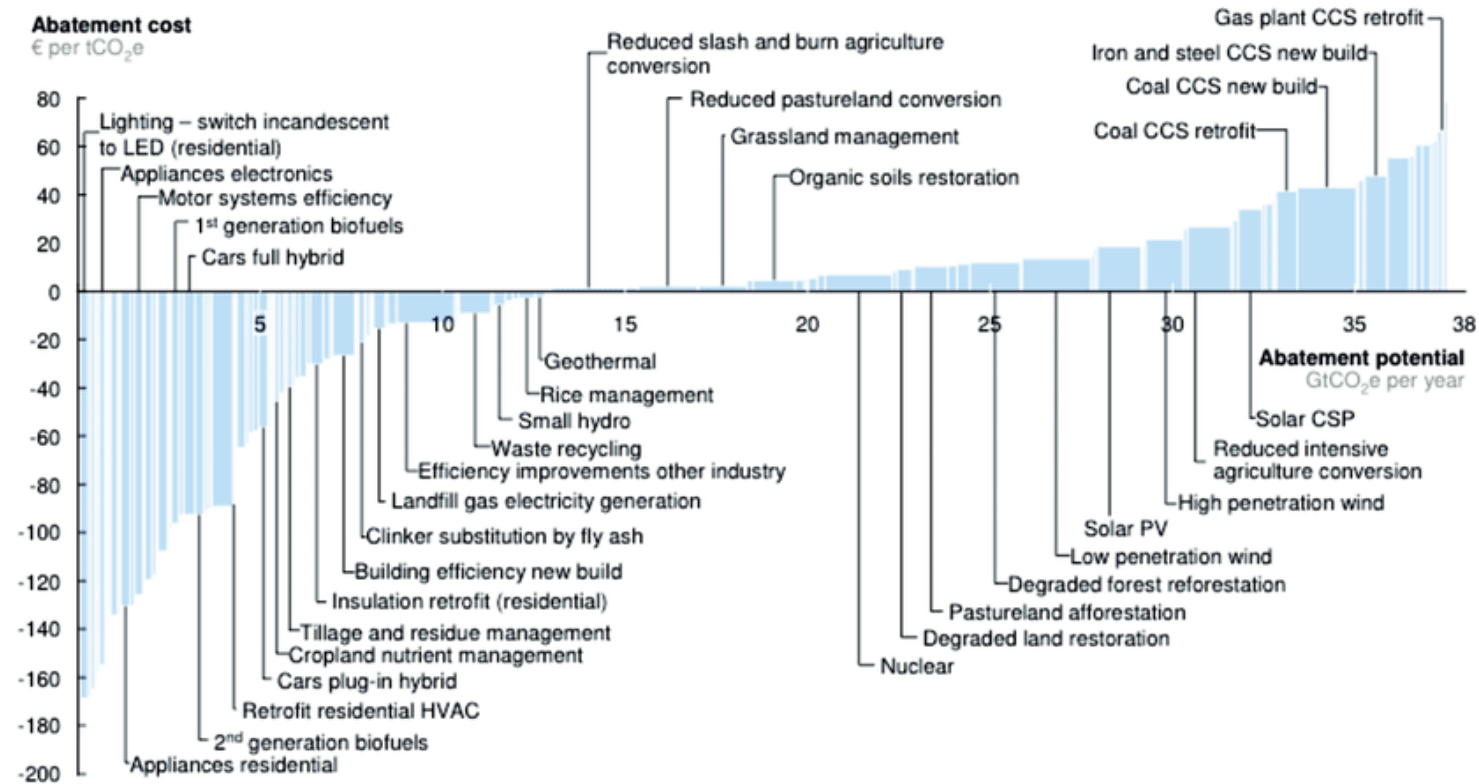 Abatement cost
€ per tCO₂e
Gas plant CCS retrofit
Reduced slash and burn agriculture
conversion
Iron and steel CCS new build
Coal CCS new build
Reduced pastureland conversion
Lighting – switch incandescent
to LED (residential)
Coal CCS retrofit
Grassland management
Appliances electronics
Organic soils restoration
Motor systems efficiency
1st generation biofuels
Cars full hybrid
80
60
40
20
0
-20
-40
-60
-80
-100
-120
-140
-160
-180
-200
5 10 15 20 25 30 35 38
Abatement potential
GtCO₂e per year
Geothermal
Rice management
Small hydro
Waste recycling
Efficiency improvements other industry
Landfill gas electricity generation
Clinker substitution by fly ash
Building efficiency new build
Insulation retrofit (residential)
Tillage and residue management
Cropland nutrient management
Cars plug-in hybrid
Retrofit residential HVAC
2nd generation biofuels
Appliances residential
Solar CSP
Reduced intensive
agriculture conversion
High penetration wind
Solar PV
Low penetration wind
Degraded forest reforestation
Pastureland afforestation
Degraded land restoration
Nuclear